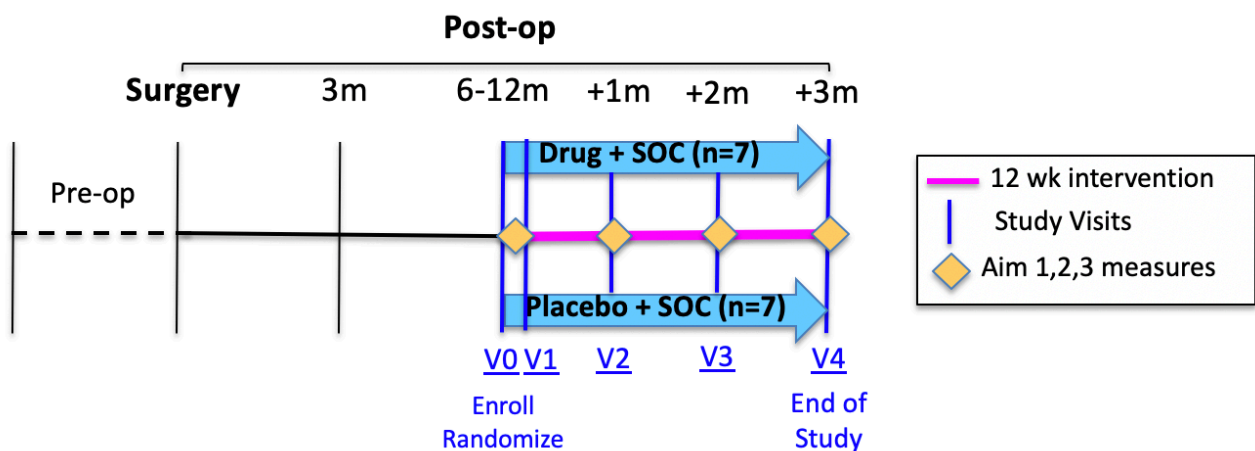 Post-op
Surgery 3m 6-12m +1m +2m +3m
Drug + SOC (n=7)
Pre-op
Placebo + SOC (n=7)
V0 V1 V2 V3 V4
Enroll
Randomize
End of
Study
12 wk intervention
Study Visits
Aim 1,2,3 measures